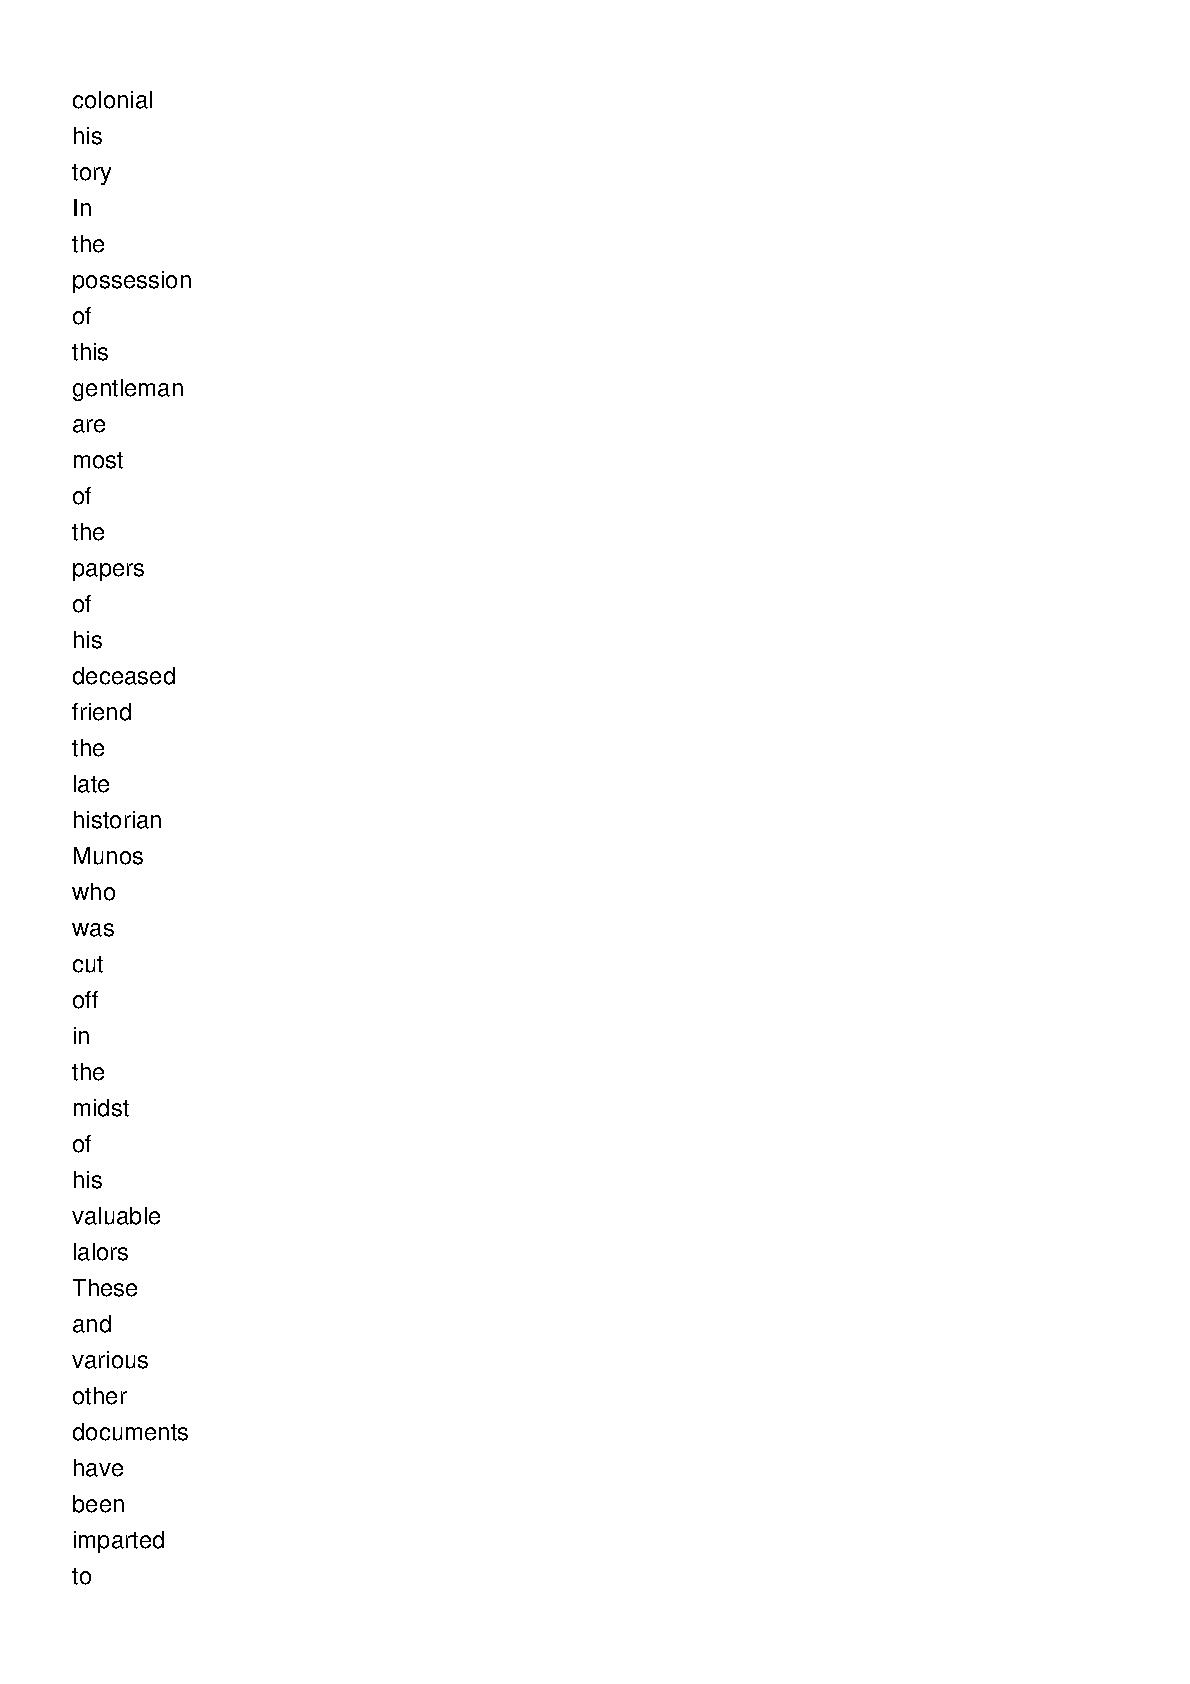 colonial
his
tory
In
the
possession
of
this
gentleman
are
most
of
the
papers
of
his
deceased
friend
the
late
historian
Munos
who
was
cut
off
in
the
midst
of
his
valuable
lalors
These
and
various
other
documents
have
been
imparted
to